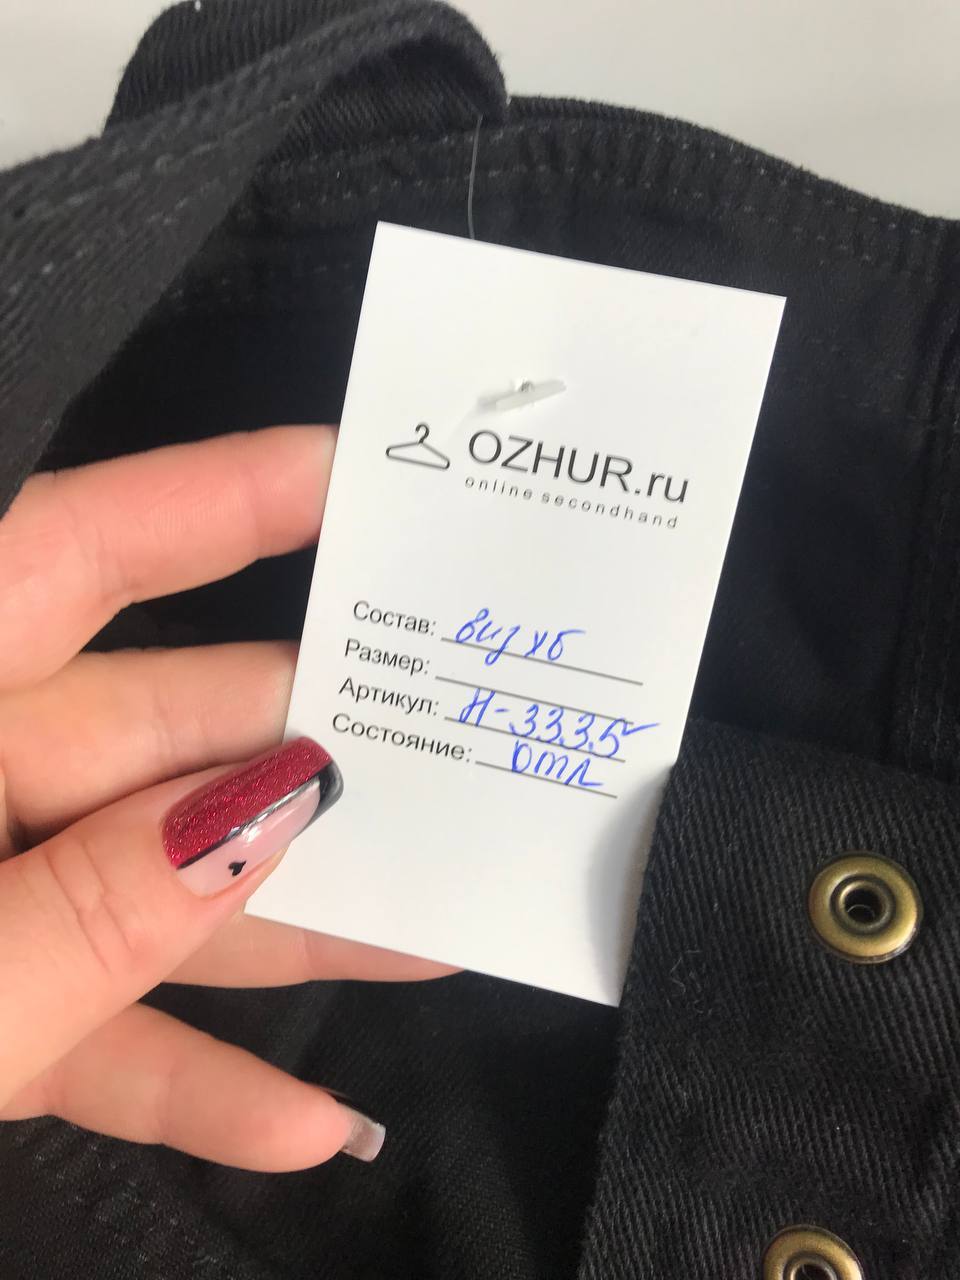 OZHUR.ru
online secondhand
Состав: виз хб
Размер:
Артикул: Н-3335
Состояние: отл